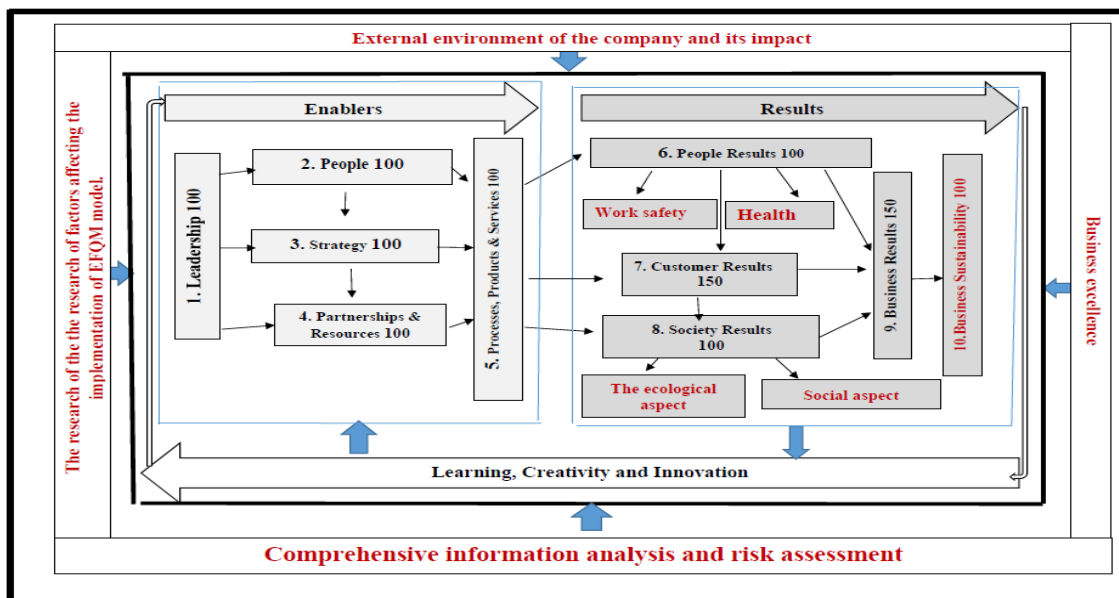 External environment of the company and its impact
The research of the the research of factors affecting the
implementation of EFQM model.
Enablers
1. Leadership 100
2. People 100
3. Strategy 100
4. Partnerships &
Resources 100
5. Processes, Products & Services 100
Results
6. People Results 100
Work safety
Health
7. Customer Results
150
8. Society Results
100
The ecological
aspect
Social aspect
9. Business Results 150
10.Business Sustainability 100
Business excellence
Learning, Creativity and Innovation
Comprehensive information analysis and risk assessment